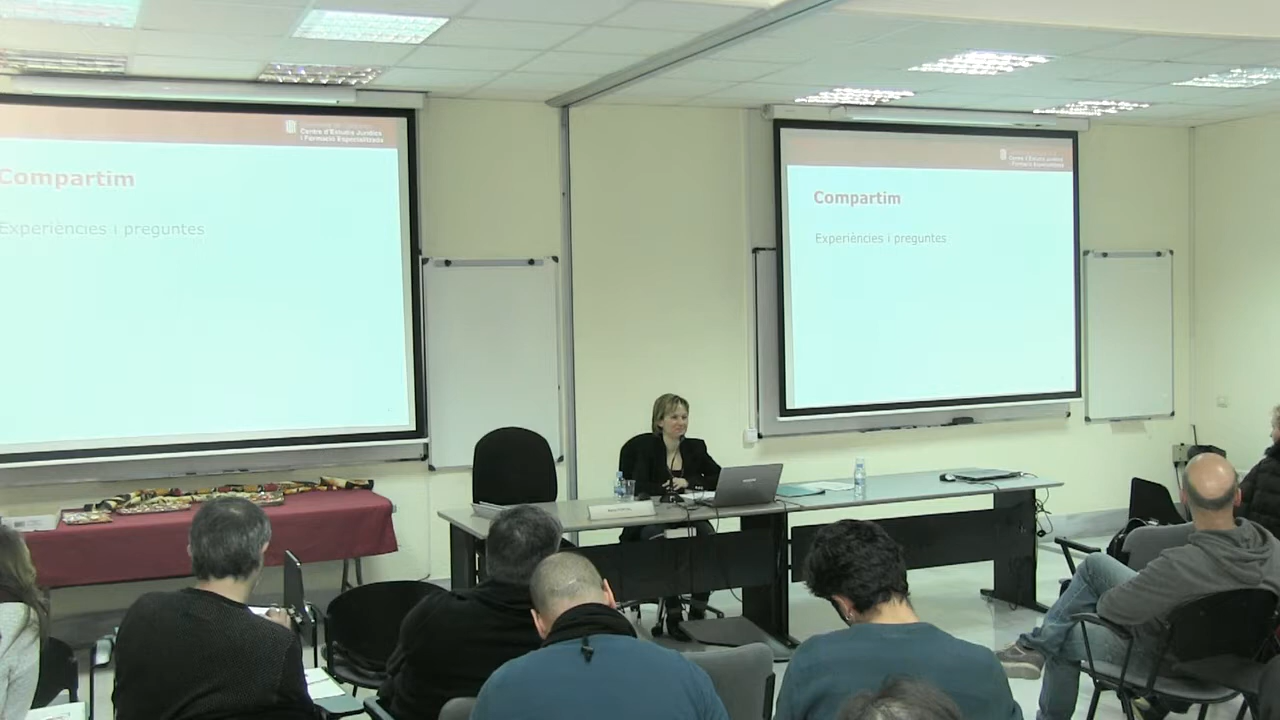 Centre d'Estudis Jurídics
i Formació Especialitzada
Compartim
Experiències i preguntes
Centre d'Estudis Jurídics
i Formació Especialitzada
Compartim
Experiències i preguntes